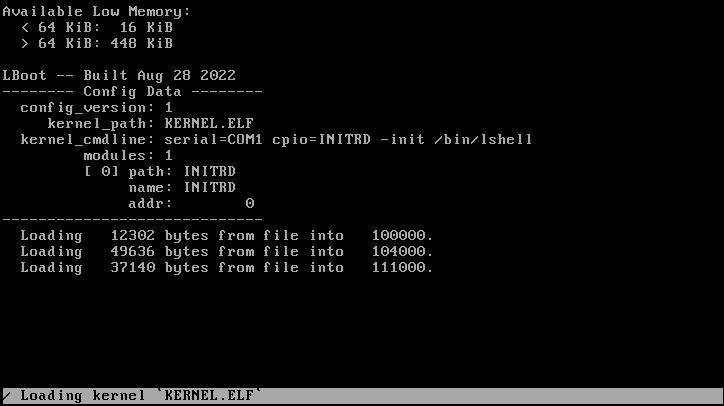 Available Low Memory:
  < 64 KiB:  16 KiB
  > 64 KiB: 448 KiB

LBoot -- Built Aug 28 2022
-------- Config Data --------
  config_version: 1
     kernel_path: KERNEL.ELF
  kernel_cmdline: serial=COM1 cpio=INITRD -init /bin/lshell
         modules: 1
         [ 0] path: INITRD
              name: INITRD
              addr:        0
-----------------------------
  Loading   12302 bytes from file into   100000.
  Loading   49636 bytes from file into   104000.
  Loading   37140 bytes from file into   111000.
/ Loading kernel `KERNEL.ELF`